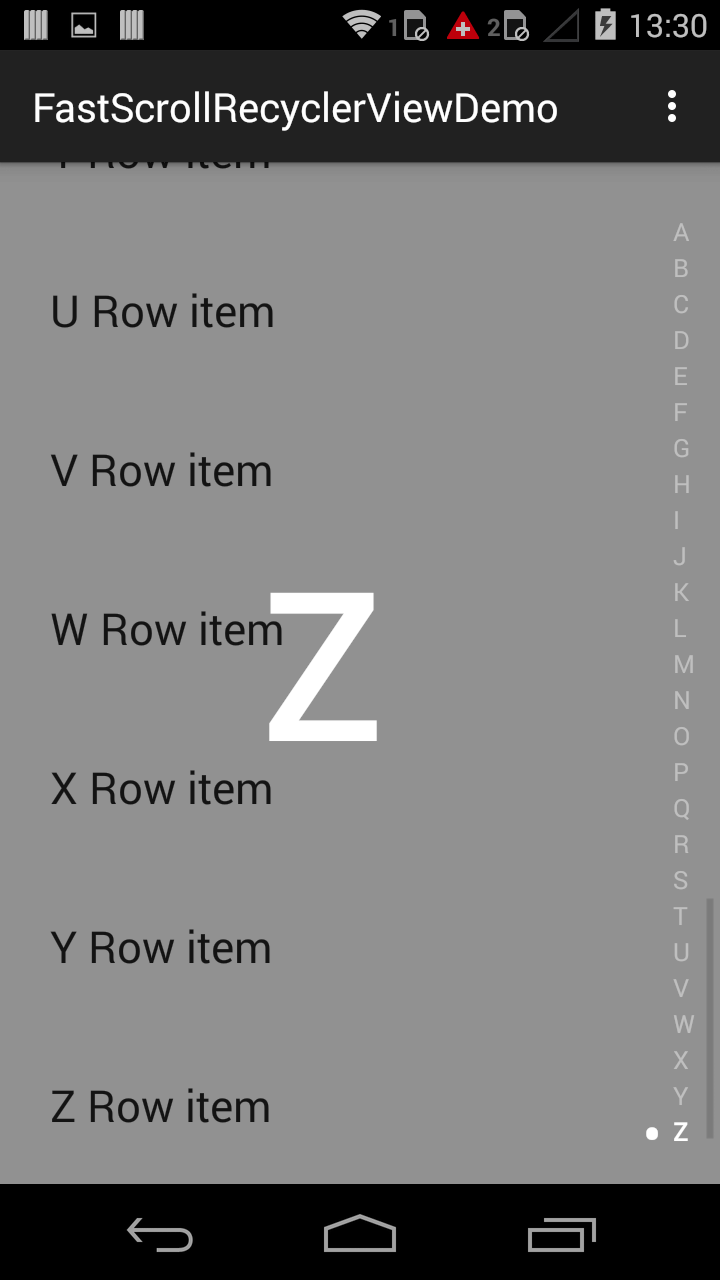 1 2 13:30
FastScrollRecyclerViewDemo
Row item
U Row item
V Row item
W Row item
Z
X Row item
Y Row item
Z Row item
A
B
C
D
E
F
G
H
I
J
K
L
M
N
O
P
Q
R
S
T
U
V
W
X
Y
Z